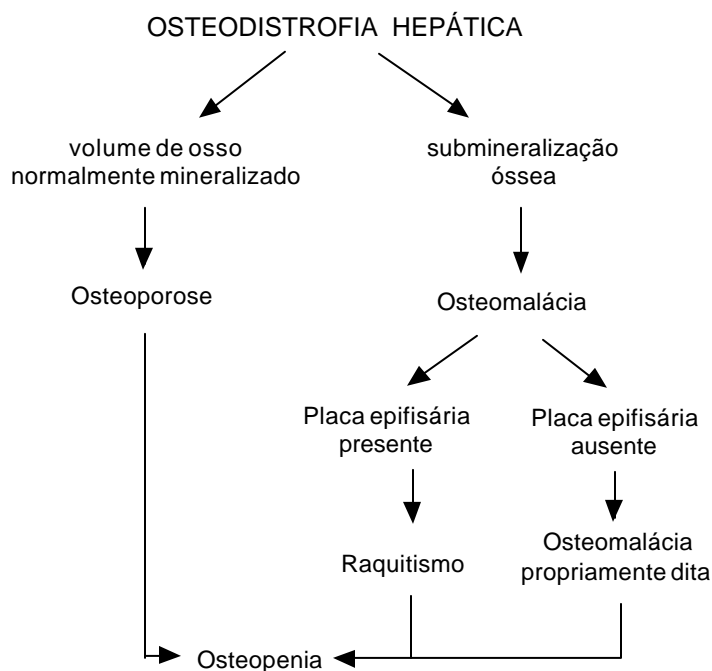 OSTEODISTROFIA HEPÁTICA
volume de osso
normalmente mineralizado
submineralização
óssea
Osteoporose
Osteomalácia
Placa epifisária
presente
Placa epifisária
ausente
Raquitismo
Osteomalácia
propriamente dita
Osteopenia